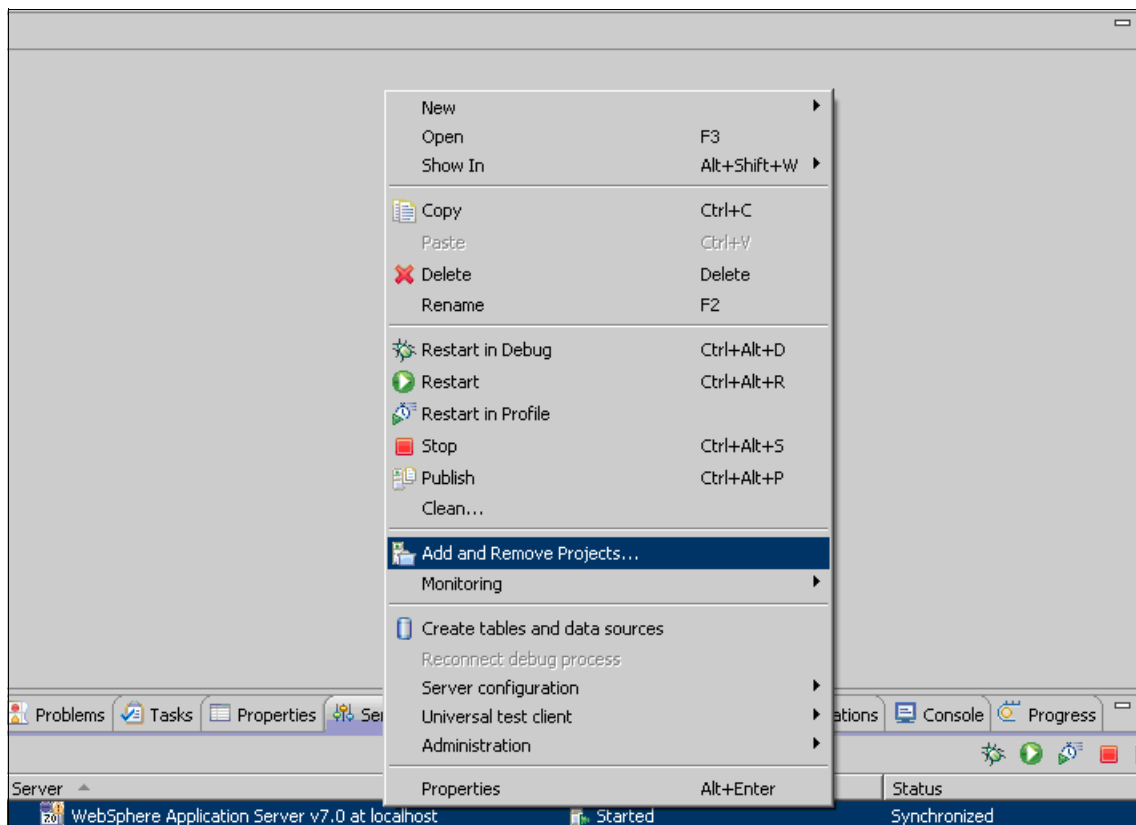 New
Open F3
Show In Alt+Shift+W
Copy Ctrl+C
Paste Ctrl+V
Delete Delete
Rename F2
Restart in Debug Ctrl+Alt+D
Restart Ctrl+Alt+R
Restart in Profile
Stop Ctrl+Alt+S
Publish Ctrl+Alt+P
Clean...
Add and Remove Projects...
Monitoring
Create tables and data sources
Reconnect debug process
Server configuration
Universal test client
Administration
Properties Alt+Enter
Problems Tasks Properties Ser ations Console Progress
Server Status
WebSphere Application Server v7.0 at localhost Started Synchronized